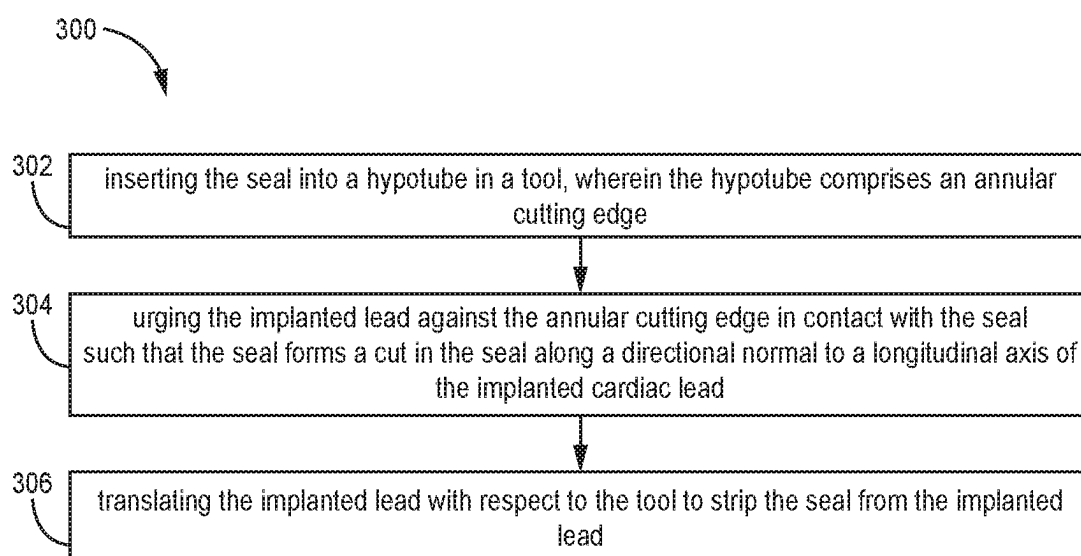 300
302
inserting the seal into a hypotube in a tool, wherein the hypotube comprises an annular
cutting edge
304
urging the implanted lead against the annular cutting edge in contact with the seal
such that the seal forms a cut in the seal along a directional normal to a longitudinal axis of
the implanted cardiac lead
306
translating the implanted lead with respect to the tool to strip the seal from the implanted
lead